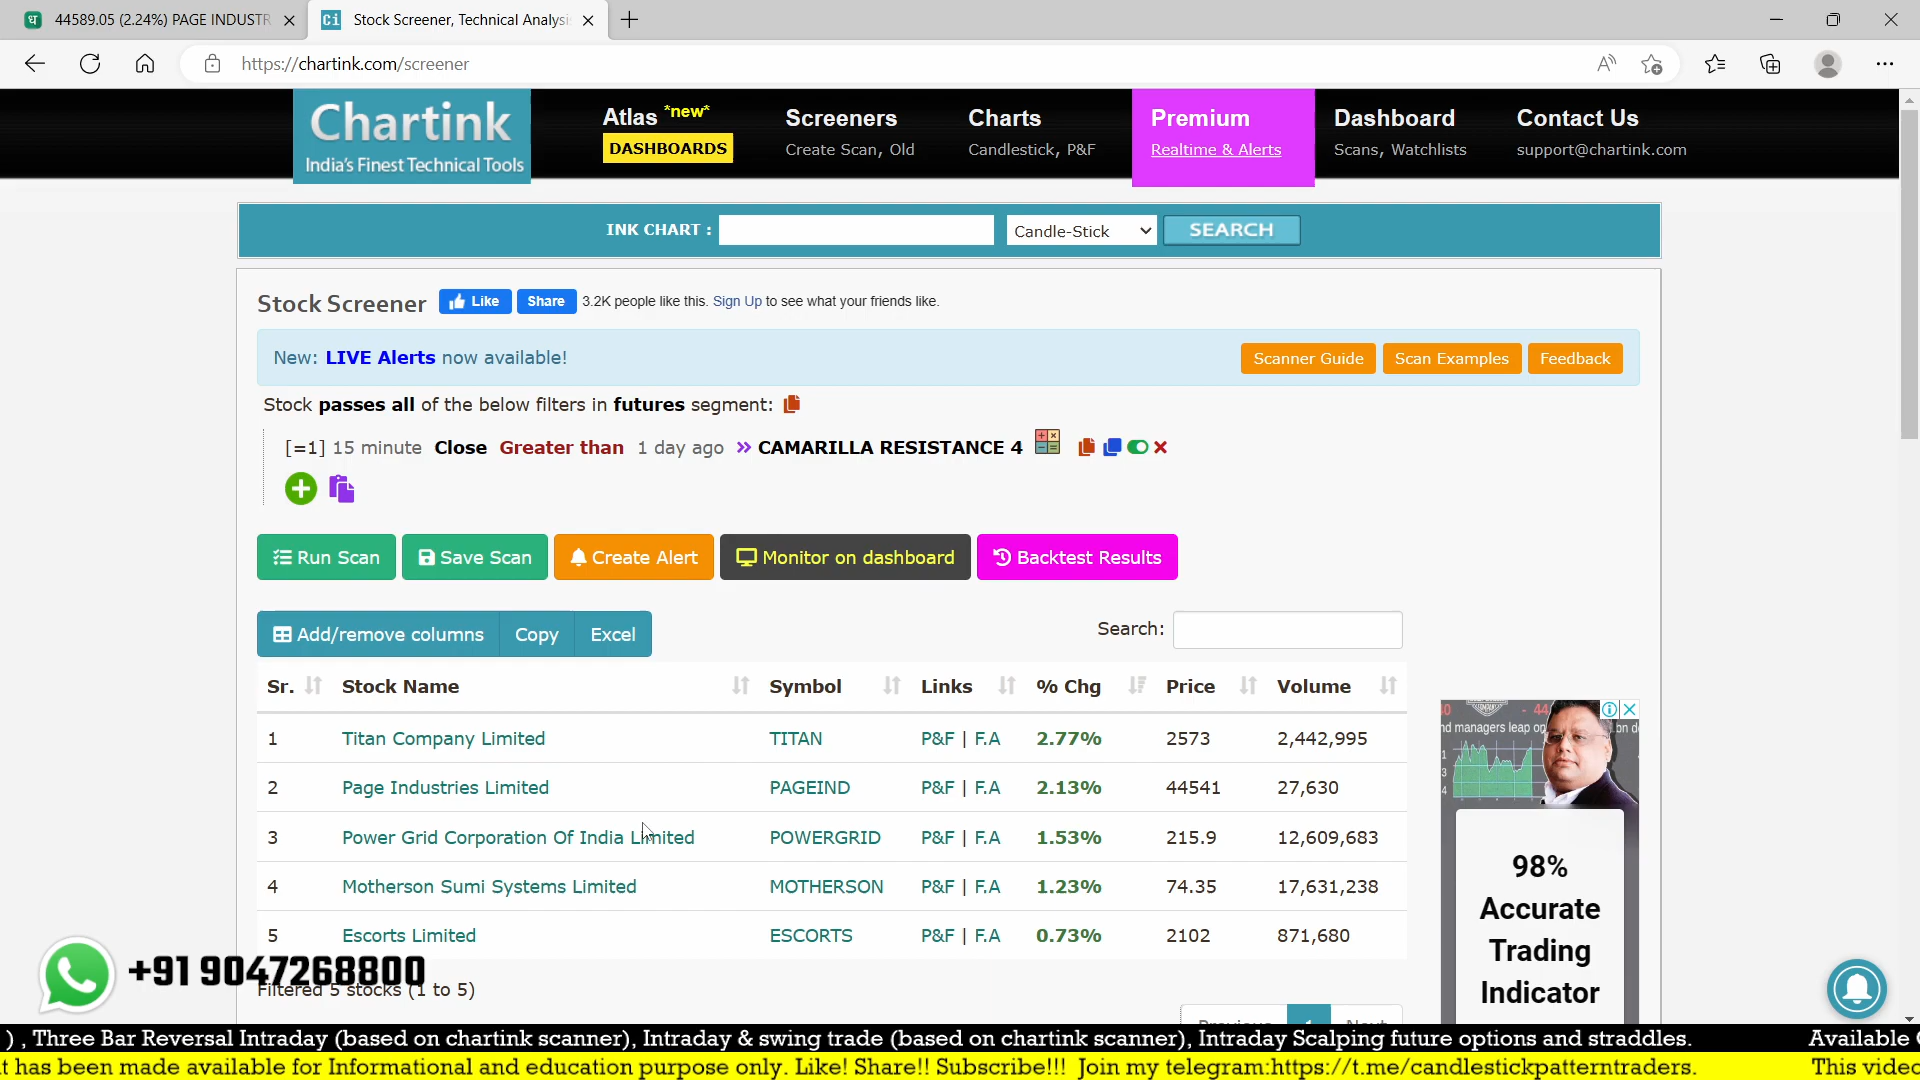 44589.05 (2.24%) PAGE INDUSTR
Stock Screener, Technical Analysis
https://chartink.com/screener
Chartink
India's Finest Technical Tools
Atlas *new*
DASHBOARDS
Screeners
Create Scan, Old
Charts
Candlestick, P&F
Premium
Realtime & Alerts
Dashboard
Scans, Watchlists
Contact Us
support@chartink.com
INK CHART :
Candle-Stick
SEARCH
Stock Screener
Like
Share
3.2K people like this. Sign Up to see what your friends like.
New: LIVE Alerts now available!
Scanner Guide
Scan Examples
Feedback
Stock passes all of the below filters in futures segment:
[=1] 15 minute Close Greater than 1 day ago » CAMARILLA RESISTANCE 4
Run Scan
Save Scan
Create Alert
Monitor on dashboard
Backtest Results
Add/remove columns
Copy
Excel
Search:
Sr. Stock Name Symbol Links % Chg Price Volume
1 Titan Company Limited TITAN P&F | F.A 2.77% 2573 2,442,995
2 Page Industries Limited PAGEIND P&F | F.A 2.13% 44541 27,630
3 Power Grid Corporation Of India Limited POWERGRID P&F | F.A 1.53% 215.9 12,609,683
4 Motherson Sumi Systems Limited MOTHERSON P&F | F.A 1.23% 74.35 17,631,238
5 Escorts Limited ESCORTS P&F | F.A 0.73% 2102 871,680
Filtered 5 stocks (1 to 5)
+91 9047268800
nd managers leap op
98%
Accurate
Trading
Indicator
Previous 1 Next
) , Three Bar Reversal Intraday (based on chartink scanner), Intraday & swing trade (based on chartink scanner), Intraday Scalping future options and straddles. Available
t has been made available for Informational and education purpose only. Like! Share!! Subscribe!!! Join my telegram:https://t.me/candlestickpatterntraders. This video